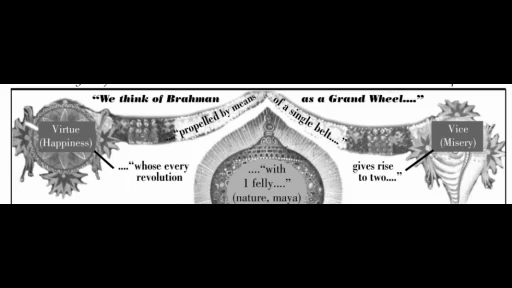 “We think of Brahman as a Grand Wheel....”
“propelled by means of a single belt.... ”
Virtue
(Happiness)
Vice
(Misery)
....“whose every
revolution
....“with
1 felly....”
(nature, maya)
gives rise
to two....”